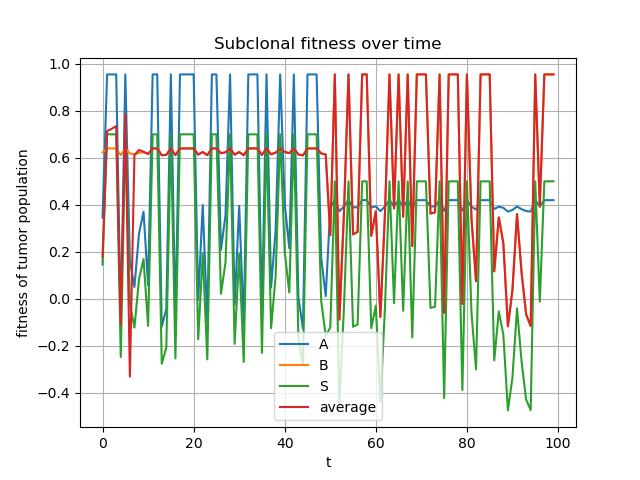 Subclonal fitness over time
fitness of tumor population
1.0
0.8
0.6
0.4
0.2
0.0
−0.2
−0.4
A
B
S
average
0
20
40
60
80
100
t